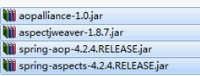 aopalliance-1.0.jar
aspectjweaver-1.8.7.jar
spring-aop-4.2.4.RELEASE.jar
spring-aspects-4.2.4.RELEASE.jar